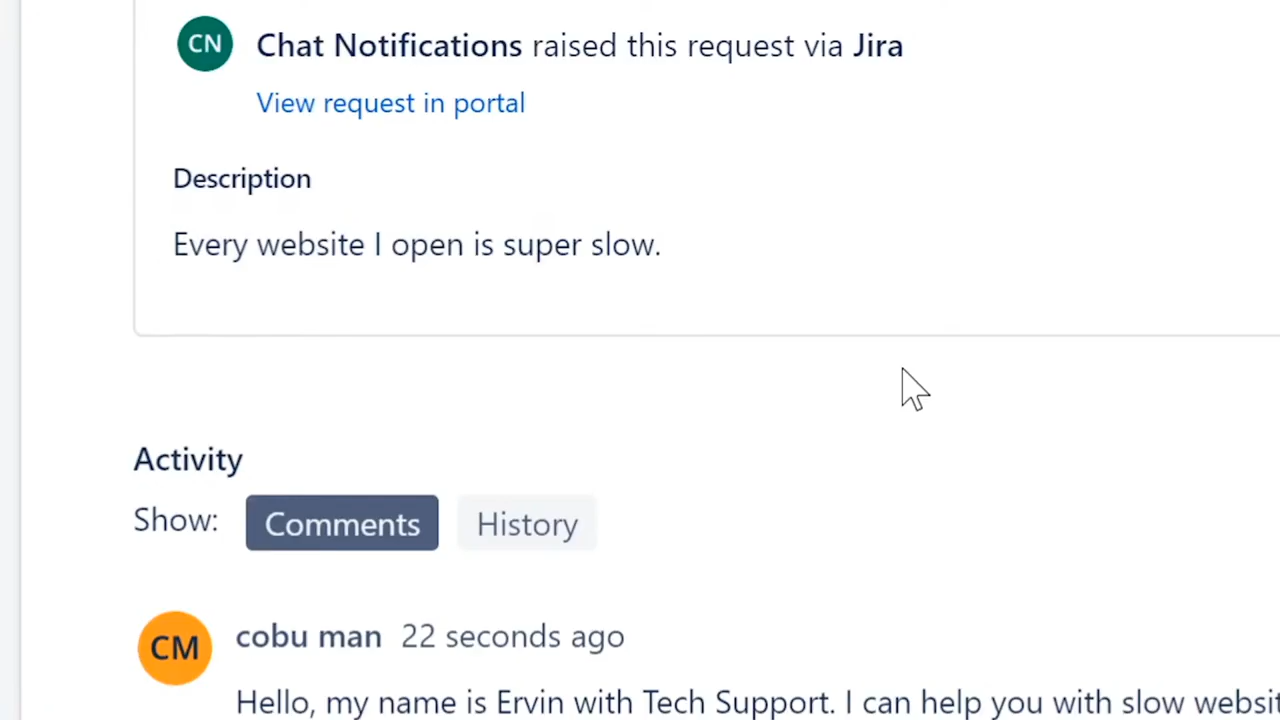 CN
Chat Notifications raised this request via Jira
View request in portal
Description
Every website I open is super slow.
Activity
Show: Comments History
CM
cobu man 22 seconds ago
Hello, my name is Ervin with Tech Support. I can help you with slow